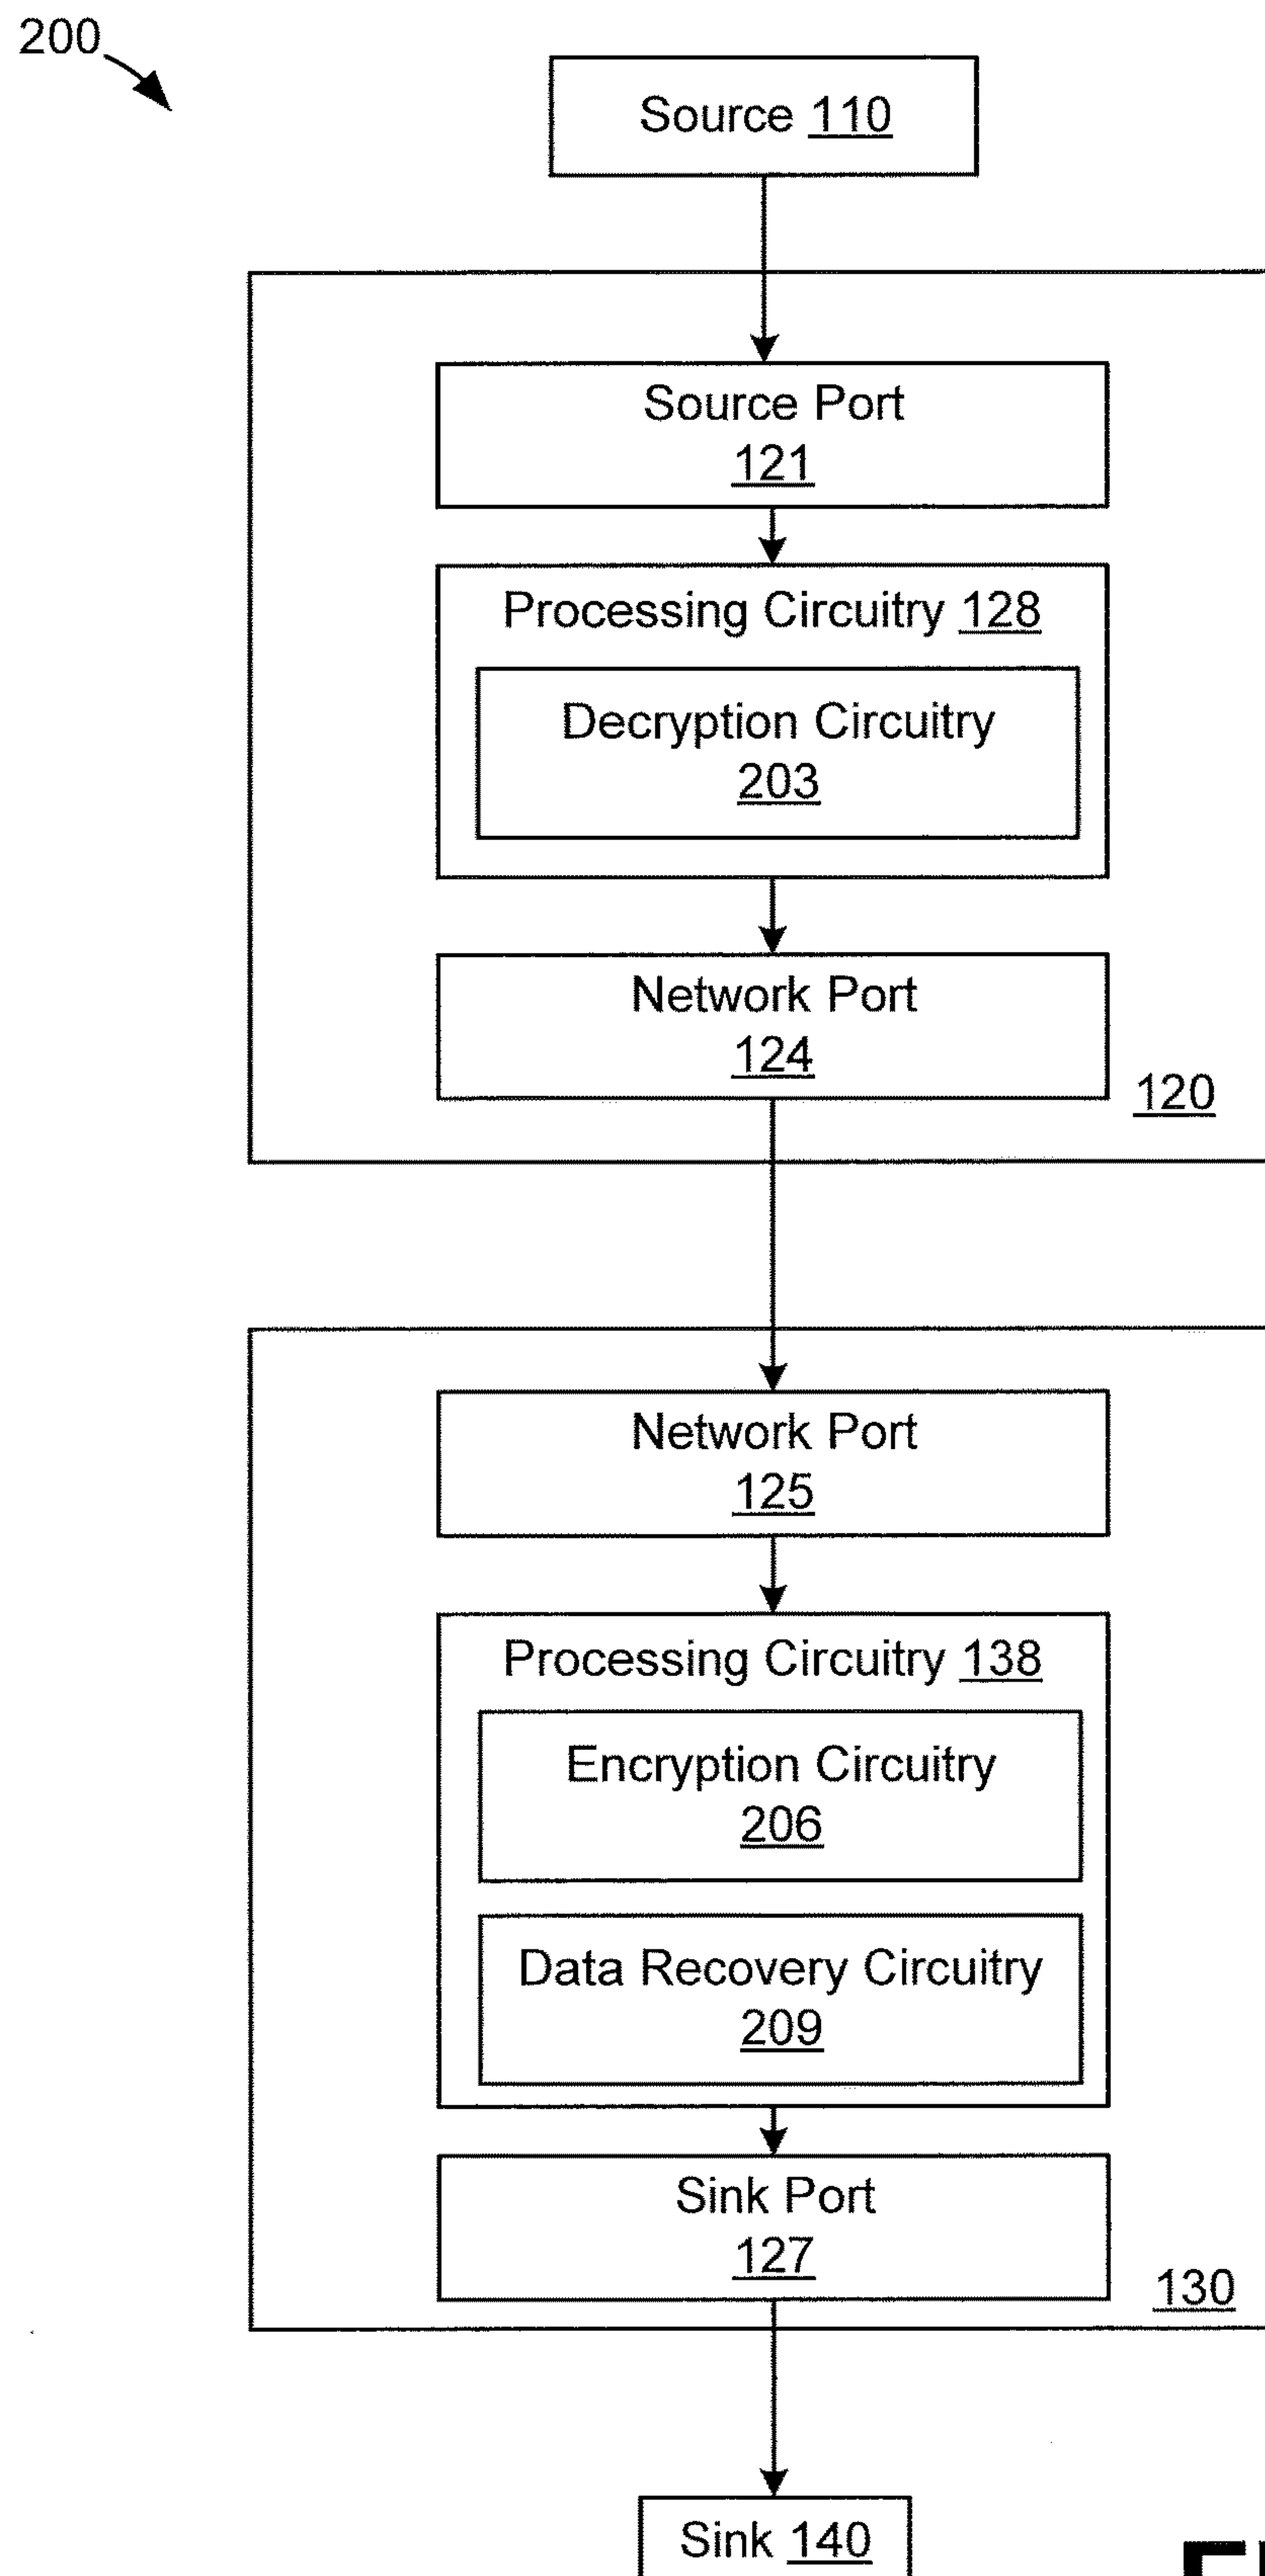 200
Source 110
Source Port
121
Processing Circuitry 128
Decryption Circuitry
203
Network Port
124
120
Network Port
125
Processing Circuitry 138
Encryption Circuitry
206
Data Recovery Circuitry
209
Sink Port
127
130
Sink 140